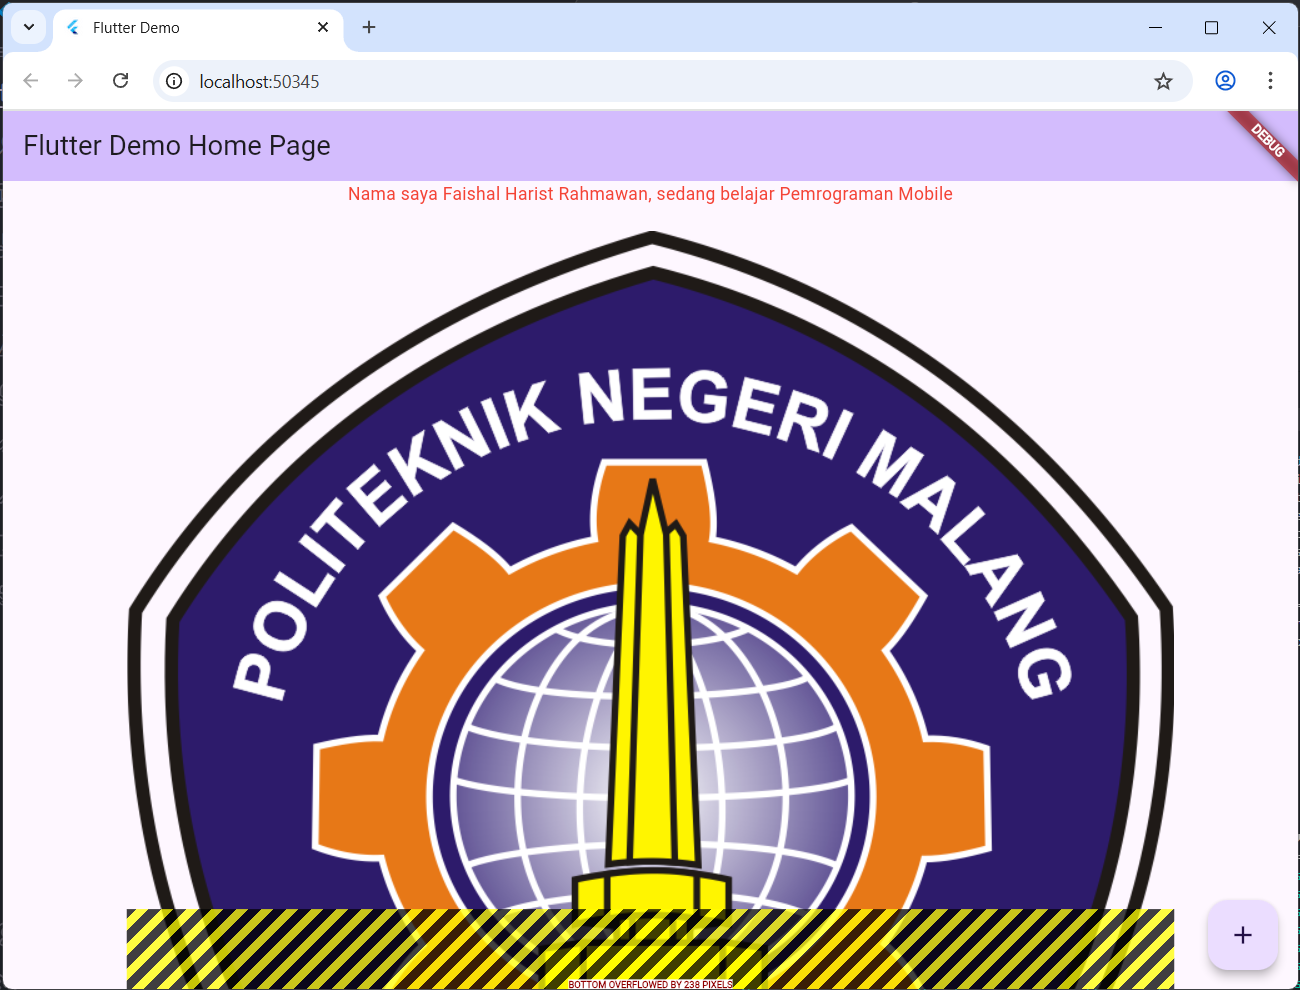 Flutter Demo
localhost:50345
Flutter Demo Home Page
DEBUG
Nama saya Faishal Harist Rahmawan, sedang belajar Pemrograman Mobile
POLITEKNIK NEGERI MALANG
BOTTOM OVERFLOWED BY 238 PIXELS